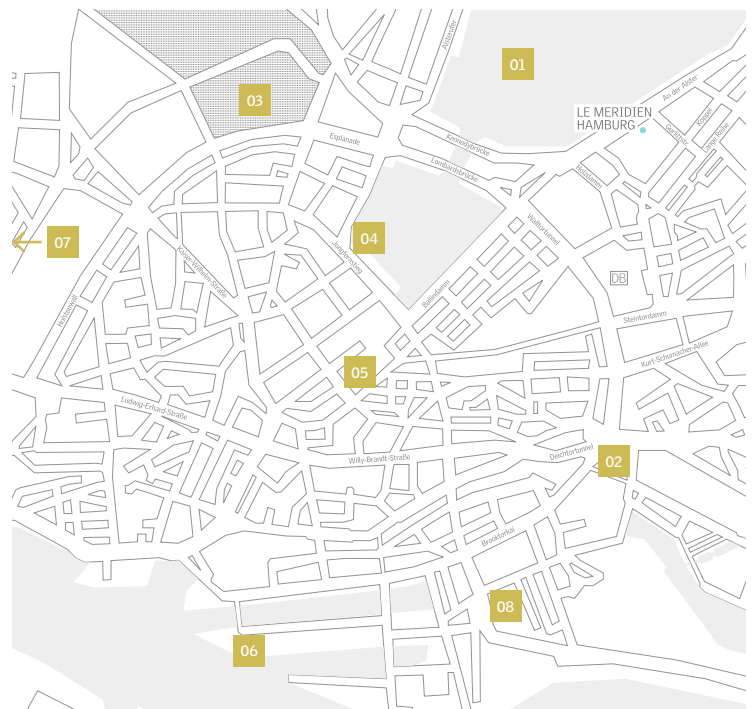 Alsterufer
01
An der Alster
03
LE MERIDIEN
HAMBURG
Koppel
Gurlittstr.
Lange Reihe
Esplanade
Kennedybrücke
Lombardsbrücke
Holzdamm
04
Walltortunnel
07
Jungfernstieg
Kaiser-Wilhelm-Straße
DB
Ballindamm
Holstenwall
Steintordamm
Kurt-Schumacher-Allee
05
Ludwig-Erhard-Straße
Willy-Brandt-Straße
Deichtortunnel
02
Brooktorkai
08
06